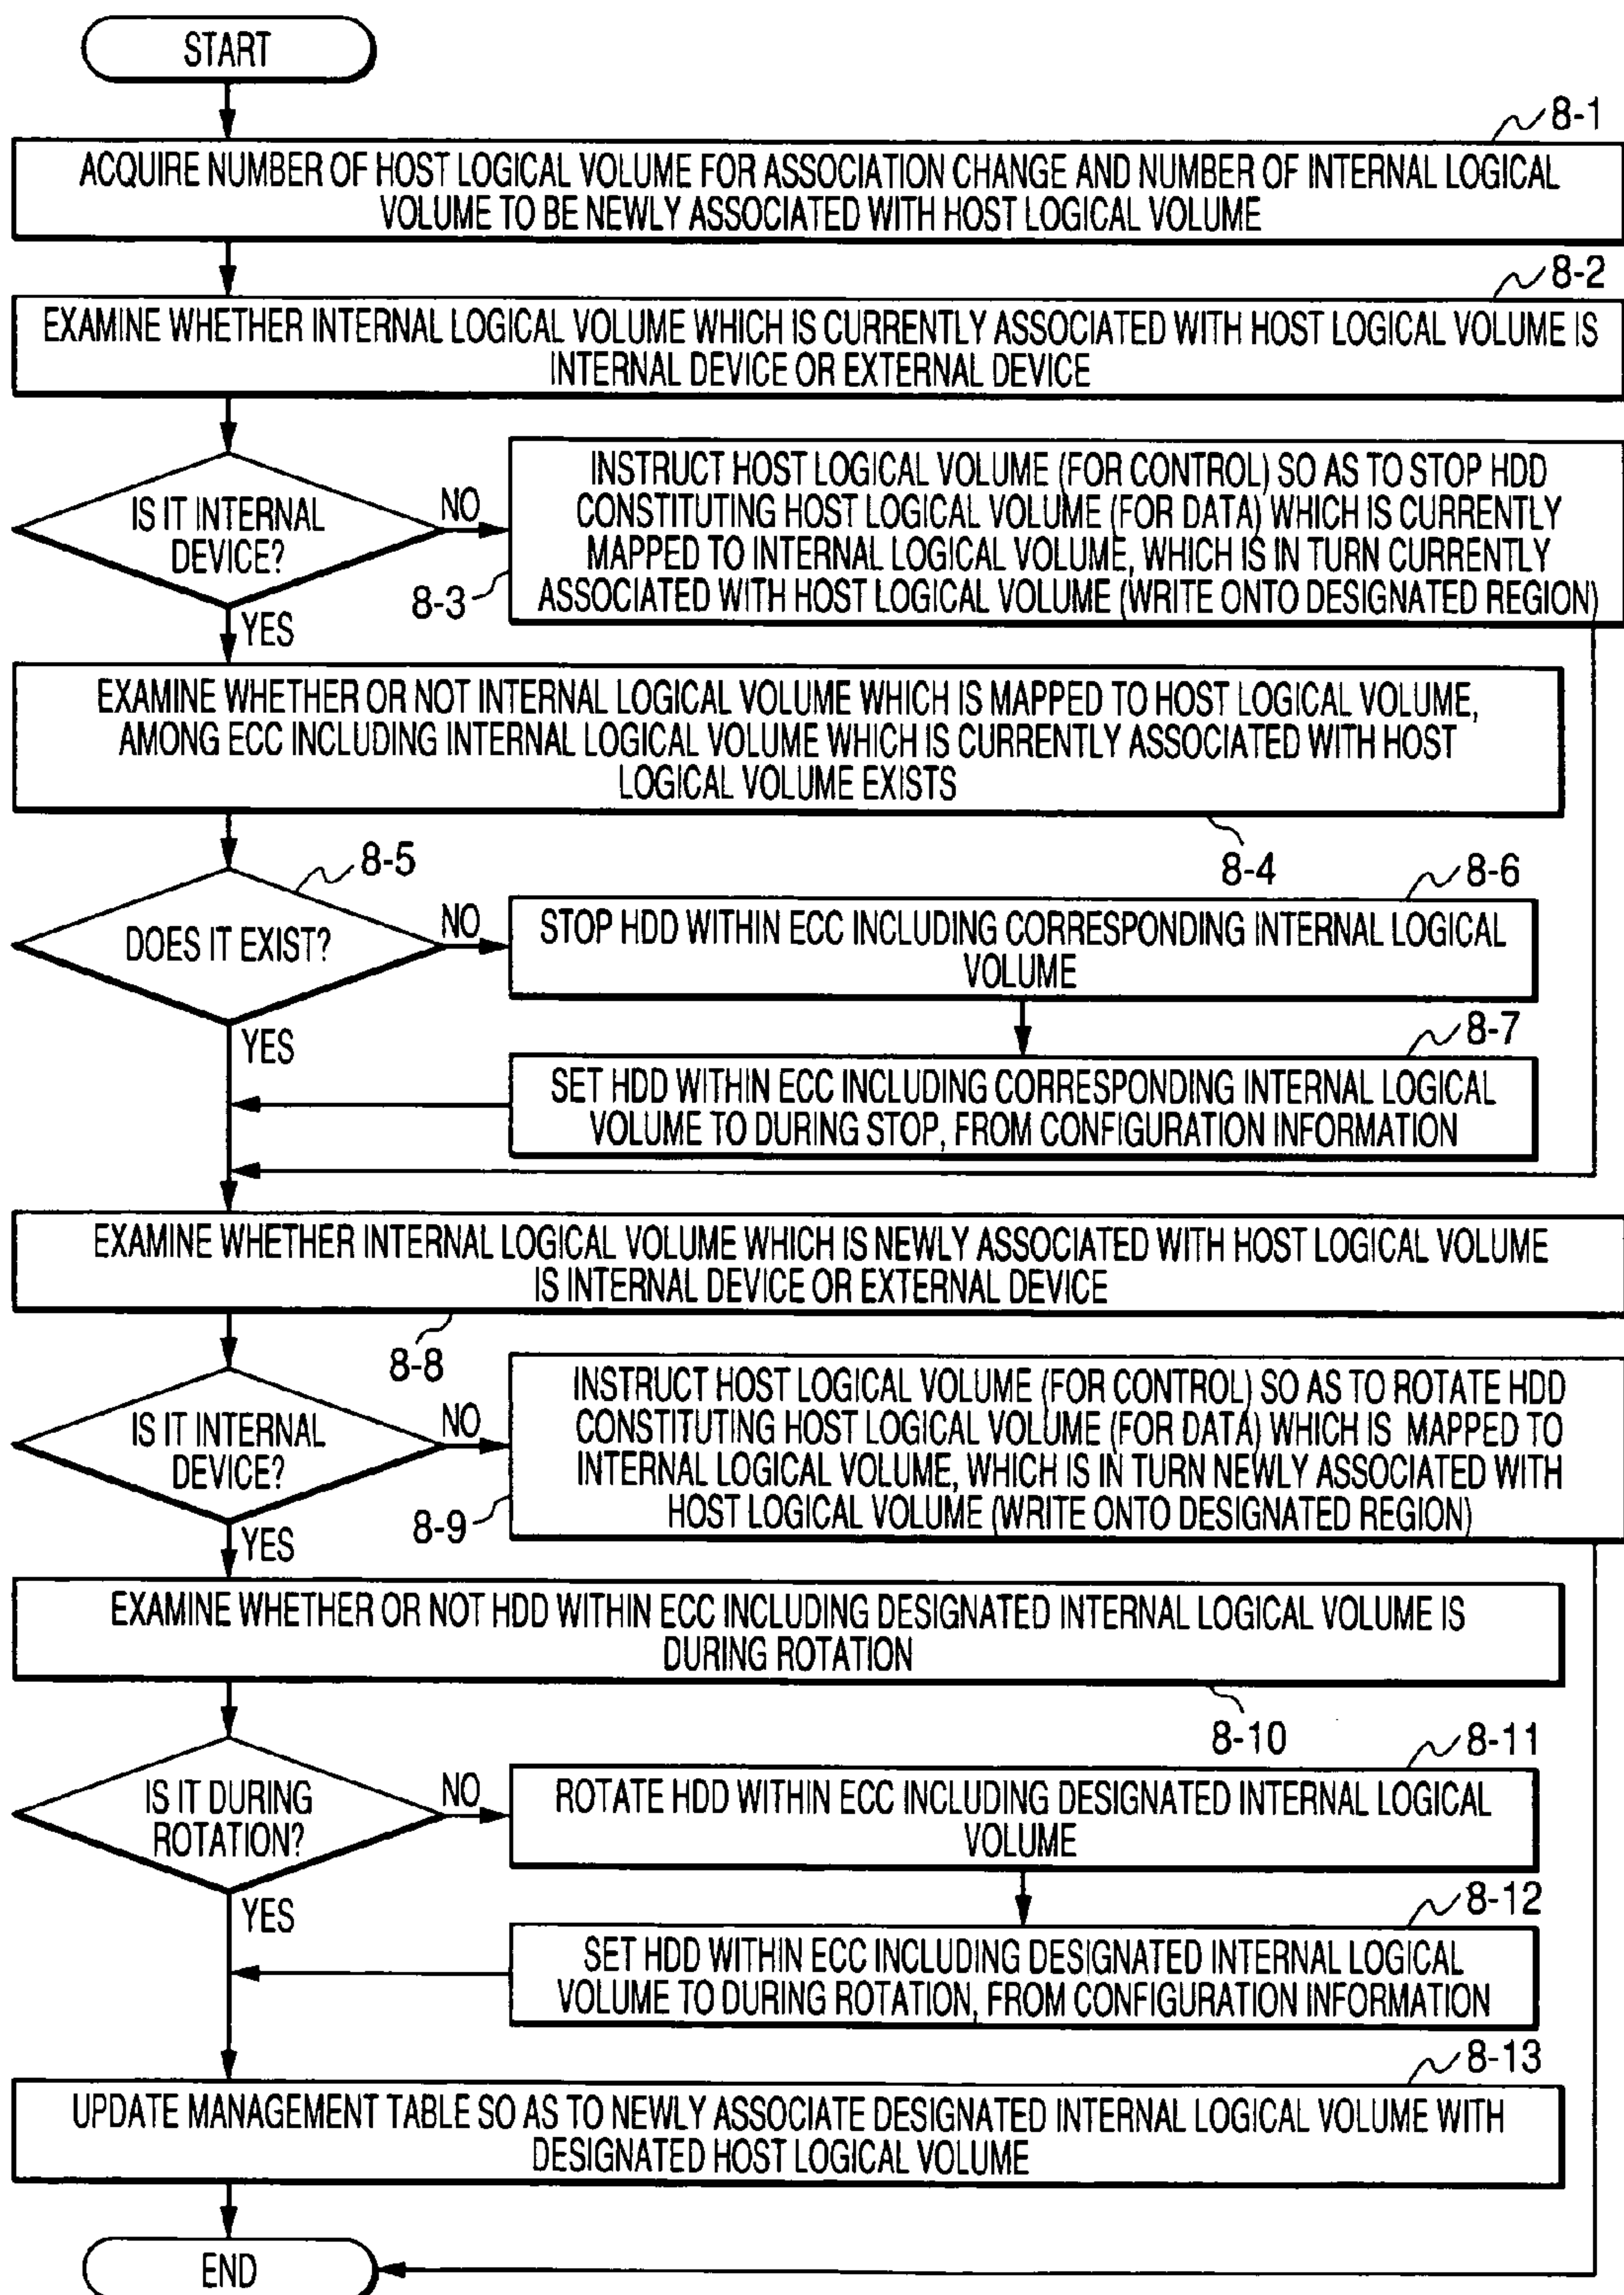 START
8-1
ACQUIRE NUMBER OF HOST LOGICAL VOLUME FOR ASSOCIATION CHANGE AND NUMBER OF INTERNAL LOGICAL
VOLUME TO BE NEWLY ASSOCIATED WITH HOST LOGICAL VOLUME
8-2
EXAMINE WHETHER INTERNAL LOGICAL VOLUME WHICH IS CURRENTLY ASSOCIATED WITH HOST LOGICAL VOLUME IS
INTERNAL DEVICE OR EXTERNAL DEVICE
IS IT INTERNAL
DEVICE?
NO
YES
INSTRUCT HOST LOGICAL VOLUME (FOR CONTROL) SO AS TO STOP HDD
CONSTITUTING HOST LOGICAL VOLUME (FOR DATA) WHICH IS CURRENTLY
MAPPED TO INTERNAL LOGICAL VOLUME, WHICH IS IN TURN CURRENTLY
ASSOCIATED WITH HOST LOGICAL VOLUME (WRITE ONTO DESIGNATED REGION)
8-3
EXAMINE WHETHER OR NOT INTERNAL LOGICAL VOLUME WHICH IS MAPPED TO HOST LOGICAL VOLUME,
AMONG ECC INCLUDING INTERNAL LOGICAL VOLUME WHICH IS CURRENTLY ASSOCIATED WITH HOST
LOGICAL VOLUME EXISTS
8-4
8-5
DOES IT EXIST?
NO
YES
8-6
STOP HDD WITHIN ECC INCLUDING CORRESPONDING INTERNAL LOGICAL
VOLUME
8-7
SET HDD WITHIN ECC INCLUDING CORRESPONDING INTERNAL LOGICAL
VOLUME TO DURING STOP, FROM CONFIGURATION INFORMATION
EXAMINE WHETHER INTERNAL LOGICAL VOLUME WHICH IS NEWLY ASSOCIATED WITH HOST LOGICAL VOLUME
IS INTERNAL DEVICE OR EXTERNAL DEVICE
8-8
IS IT INTERNAL
DEVICE?
NO
YES
INSTRUCT HOST LOGICAL VOLUME (FOR CONTROL) SO AS TO ROTATE HDD
CONSTITUTING HOST LOGICAL VOLUME (FOR DATA) WHICH IS MAPPED TO
INTERNAL LOGICAL VOLUME, WHICH IS IN TURN NEWLY ASSOCIATED WITH
HOST LOGICAL VOLUME (WRITE ONTO DESIGNATED REGION)
8-9
EXAMINE WHETHER OR NOT HDD WITHIN ECC INCLUDING DESIGNATED INTERNAL LOGICAL VOLUME IS
DURING ROTATION
8-10
IS IT DURING
ROTATION?
NO
YES
8-11
ROTATE HDD WITHIN ECC INCLUDING DESIGNATED INTERNAL LOGICAL
VOLUME
8-12
SET HDD WITHIN ECC INCLUDING DESIGNATED INTERNAL LOGICAL
VOLUME TO DURING ROTATION, FROM CONFIGURATION INFORMATION
8-13
UPDATE MANAGEMENT TABLE SO AS TO NEWLY ASSOCIATE DESIGNATED INTERNAL LOGICAL VOLUME WITH
DESIGNATED HOST LOGICAL VOLUME
END